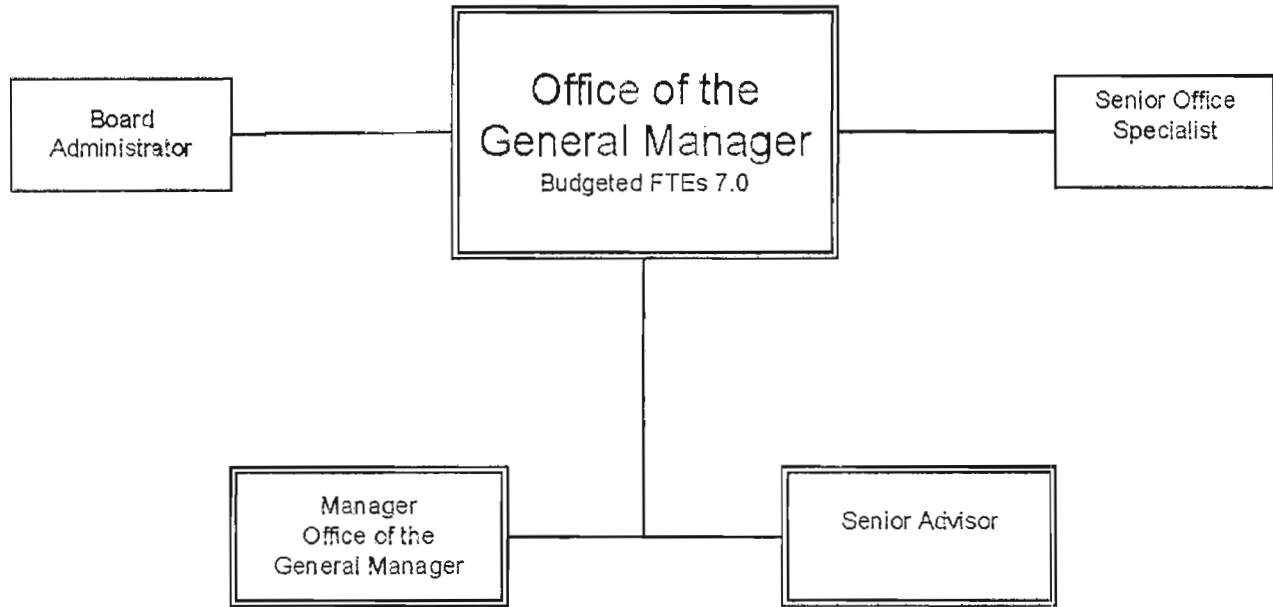 Office of the
General Manager
Budgeted FTEs 7.0
Board
Administrator
Senior Office
Specialist
Manager
Office of the
General Manager
Senior Advisor